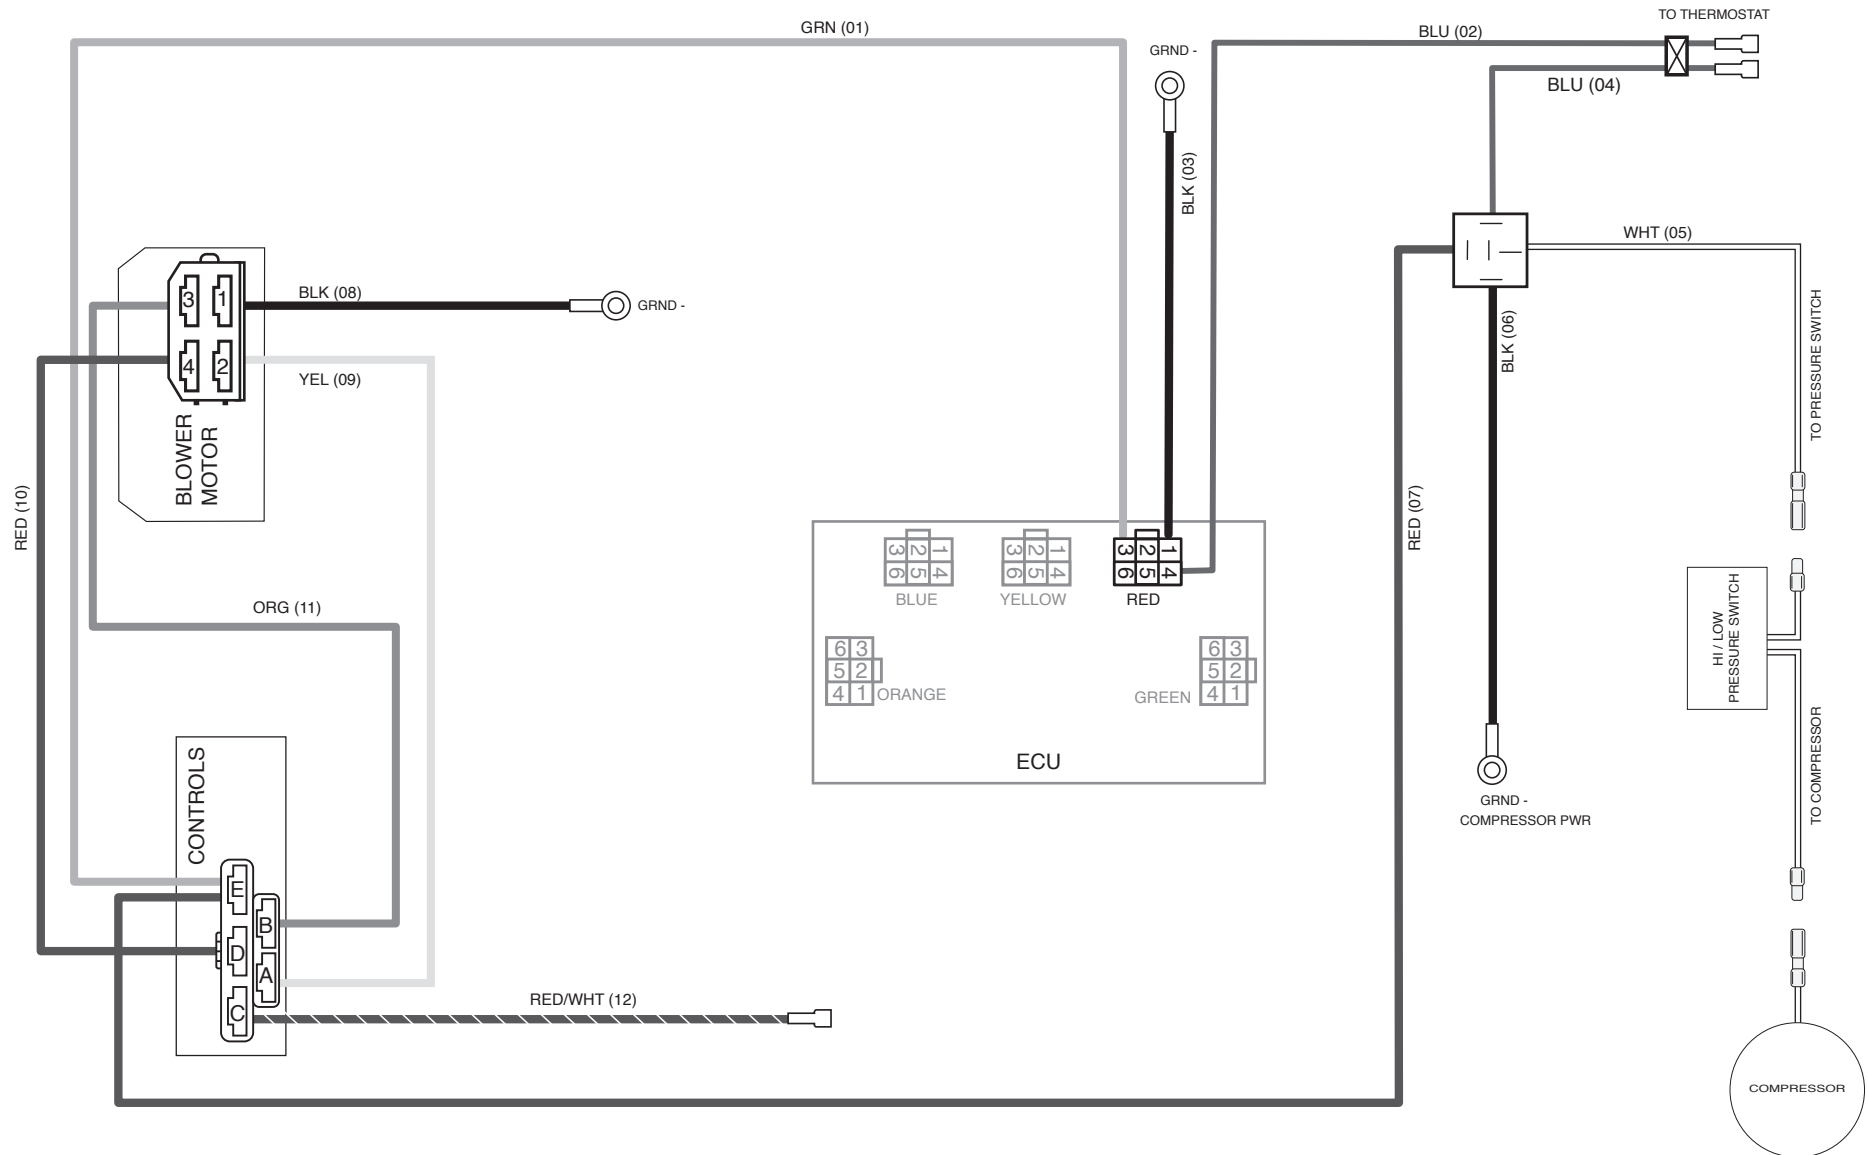 TO THERMOSTAT
GRN (01)
BLU (02)
GRND -
BLU (04)
BLK (03)
WHT (05)
3 1
4 2
BLK (08)
GRND -
YEL (09)
BLOWER
MOTOR
RED (10)
ORG (11)
BLK (06)
TO PRESSURE SWITCH
RED (07)
3 2 1
6 5 4
BLUE
3 2 1
6 5 4
YELLOW
3 2 1
6 5 4
RED
6 3
5 2
4 1
ORANGE
6 3
5 2
4 1
GREEN
ECU
HI / LOW
PRESSURE SWITCH
TO COMPRESSOR
GRND -
COMPRESSOR PWR
CONTROLS
E
B
D
A
C
RED/WHT (12)
COMPRESSOR